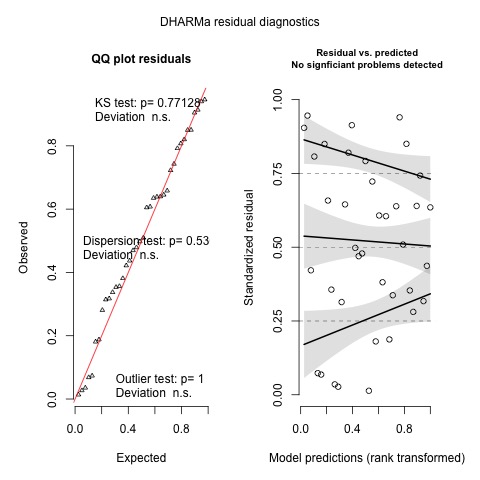 DHARMa residual diagnostics
QQ plot residuals
KS test: p= 0.77128
Deviation n.s.
Dispersion test: p= 0.53
Deviation n.s.
Outlier test: p= 1
Deviation n.s.
Observed
0.0
0.2
0.4
0.6
0.8
0.0
0.4
0.8
Expected
Residual vs. predicted
No signficiant problems detected
Standardized residual
0.00
0.25
0.50
0.75
1.00
0.0
0.4
0.8
Model predictions (rank transformed)